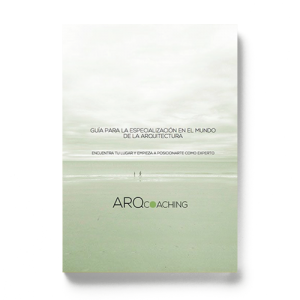 GUÍA PARA LA ESPECIALIZACIÓN EN EL MUNDO
DE LA ARQUITECTURA
ENCUENTRA TU LUGAR Y EMPIEZA A POSICIONARTE COMO EXPERTO
ARQCOACHING